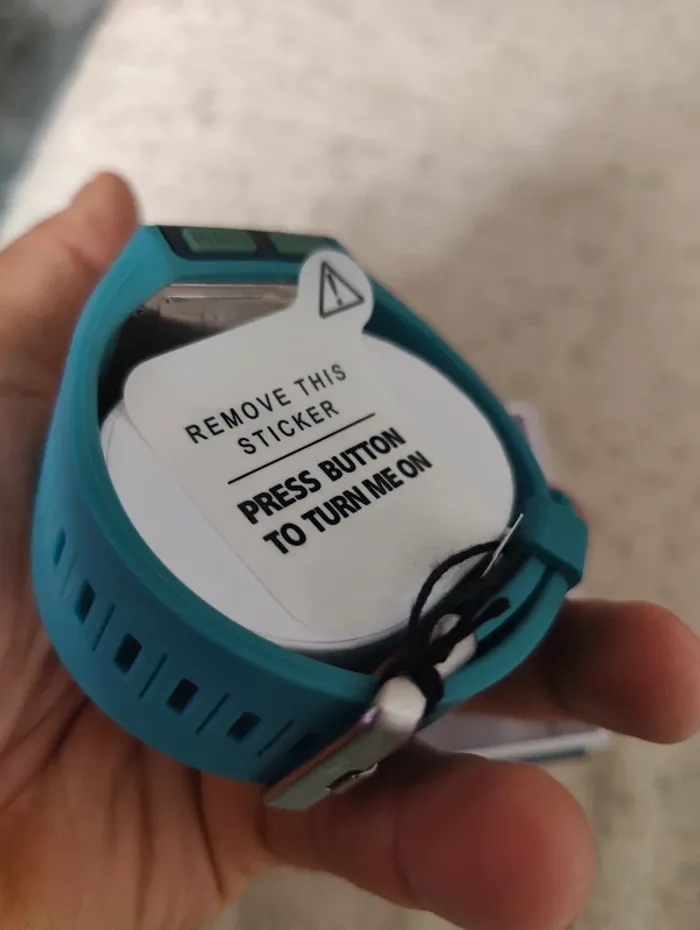 REMOVE THIS
STICKER
PRESS BUTTON
TO TURN ME ON